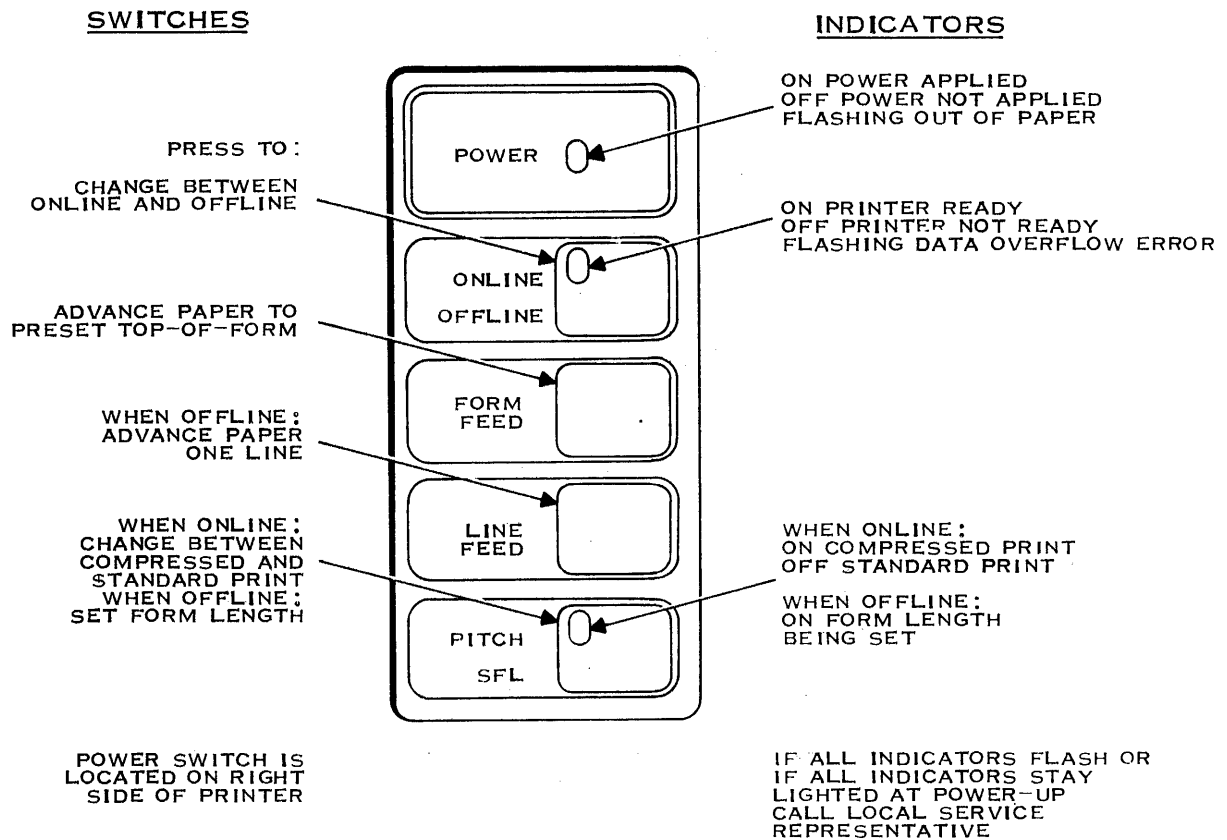 SWITCHES
PRESS TO:
CHANGE BETWEEN
ONLINE AND OFFLINE
ADVANCE PAPER TO
PRESET TOP-OF-FORM
WHEN OFFLINE:
ADVANCE PAPER
ONE LINE
WHEN ONLINE:
CHANGE BETWEEN
COMPRESSED AND
STANDARD PRINT
WHEN OFFLINE:
SET FORM LENGTH
POWER SWITCH IS
LOCATED ON RIGHT
SIDE OF PRINTER
POWER
ONLINE
OFFLINE
FORM
FEED
LINE
FEED
PITCH
SFL
INDICATORS
ON POWER APPLIED
OFF POWER NOT APPLIED
FLASHING OUT OF PAPER
ON PRINTER READY
OFF PRINTER NOT READY
FLASHING DATA OVERFLOW ERROR
WHEN ONLINE:
ON COMPRESSED PRINT
OFF STANDARD PRINT
WHEN OFFLINE:
ON FORM LENGTH
BEING SET
IF ALL INDICATORS FLASH OR
IF ALL INDICATORS STAY
LIGHTED AT POWER-UP
CALL LOCAL SERVICE
REPRESENTATIVE